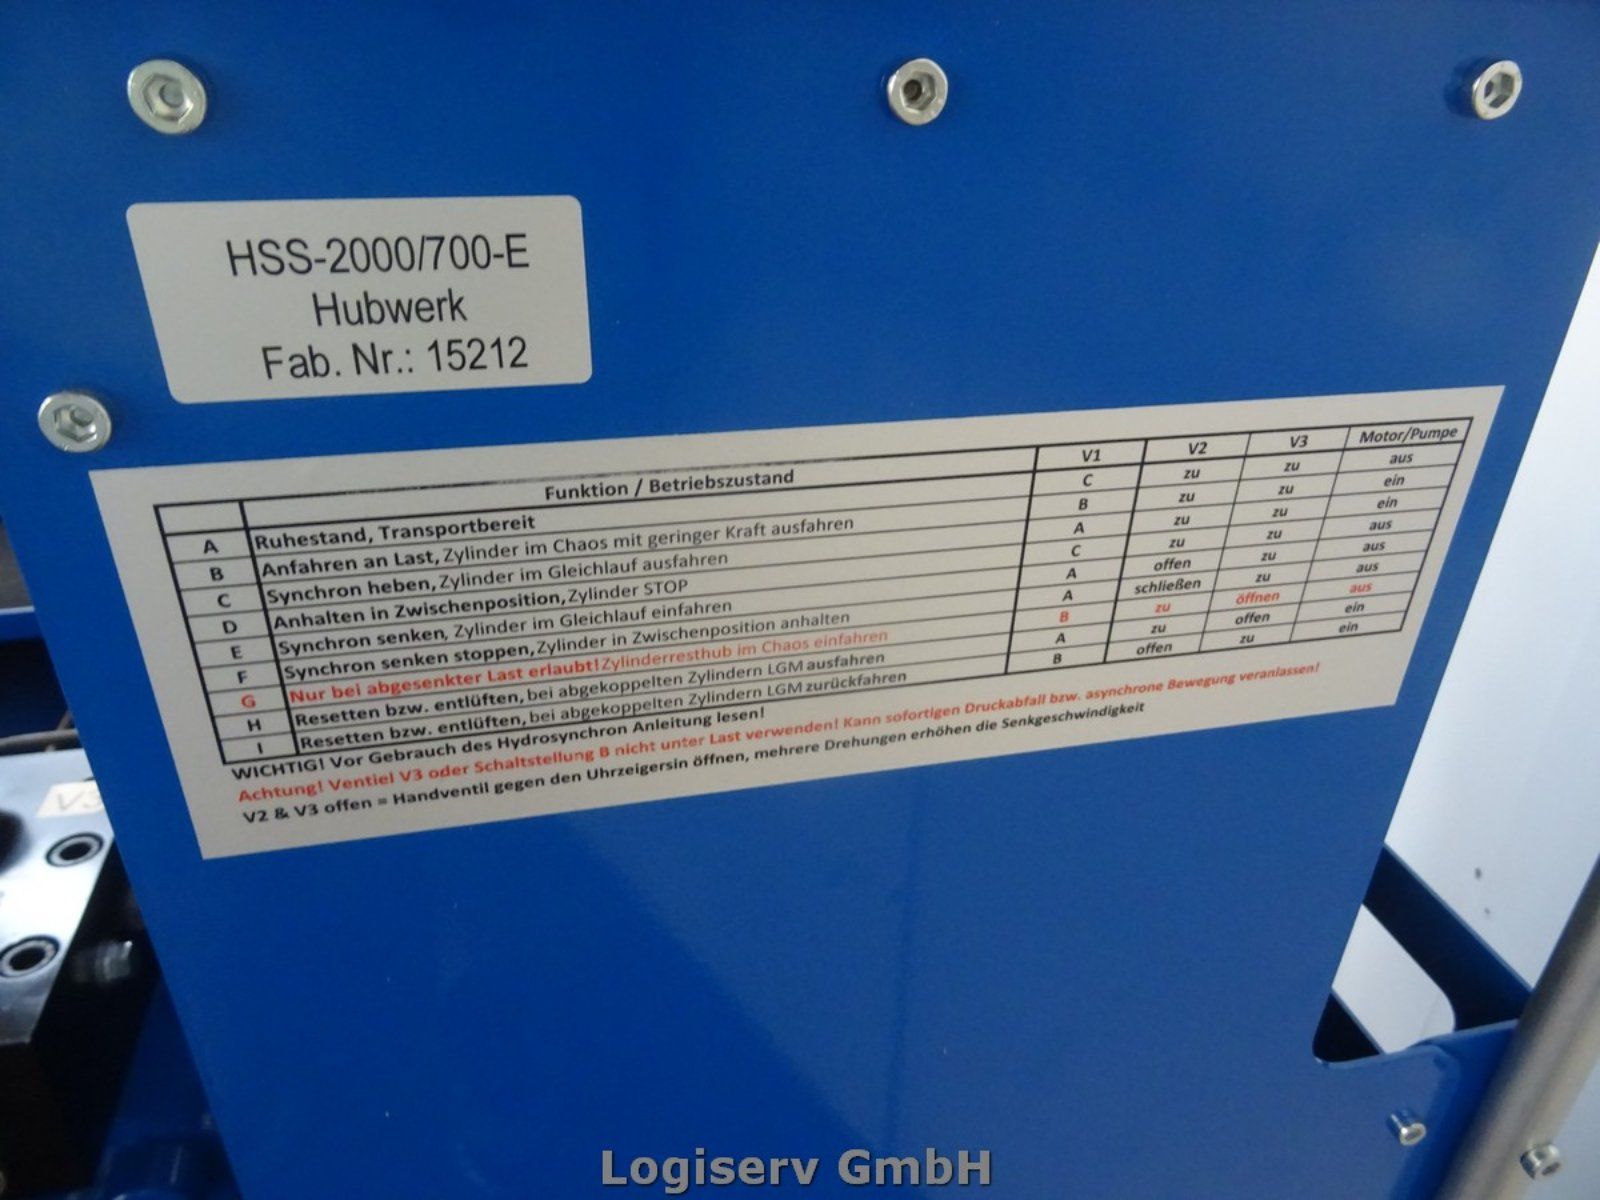 HSS-2000/700-E
Hubwerk
Fab. Nr.: 15212
Funktion / Betriebszustand V1 V2 V3 Motor/Pumpe
A Ruhestand, Transportbereit C zu zu aus
B Anfahren an Last, Zylinder im Chaos mit geringer Kraft ausfahren B zu zu ein
C Synchron heben, Zylinder im Gleichlauf ausfahren A zu zu ein
D Anhalten in Zwischenposition, Zylinder STOP C zu zu aus
E Synchron senken, Zylinder im Gleichlauf einfahren A offen zu aus
F Synchron senken stoppen, Zylinder in Zwischenposition anhalten A schließen zu aus
G Nur bei abgesenkter Last erlaubt! Zylinderresthub im Chaos einfahren B zu öffnen aus
H Resetten bzw. entlüften, bei abgekoppelten Zylindern LGM ausfahren A zu offen ein
I Resetten bzw. entlüften, bei abgekoppelten Zylindern LGM zurückfahren B offen zu ein
WICHTIG! Vor Gebrauch des Hydrosynchron Anleitung lesen!
Achtung! Ventiel V3 oder Schaltstellung B nicht unter Last verwenden! Kann sofortigen Druckabfall bzw. asynchrone Bewegung veranlassen!
V2 & V3 offen = Handventil gegen den Uhrzeigersin öffnen, mehrere Drehungen erhöhen die Senkgeschwindigkeit
V3
Logiserv GmbH